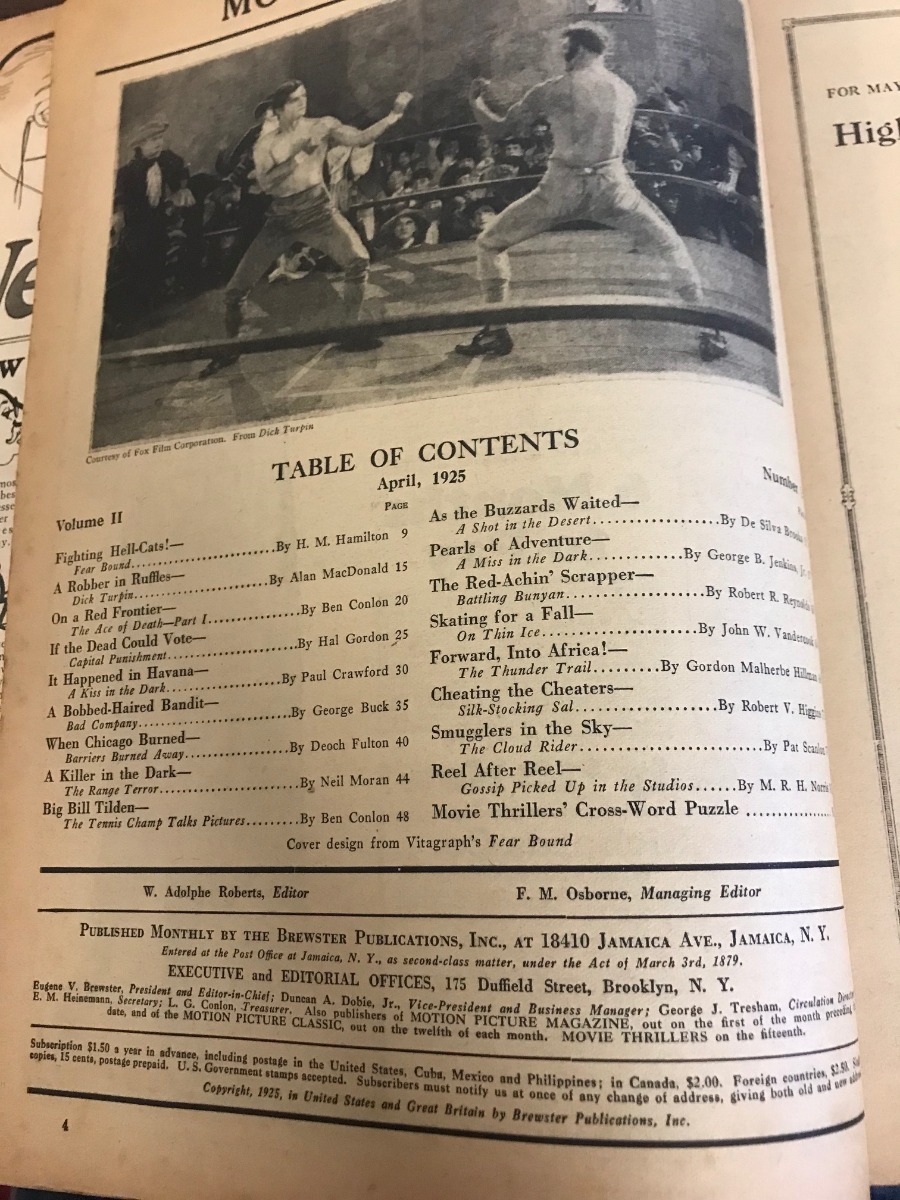 MO
Courtesy of Fox Film Corporation. From Dick Turpin
TABLE OF CONTENTS
April, 1925
Volume II
Number
PAGE
Fighting Hell-Cats!—
Fear Bound..........By H. M. Hamilton 9
A Robber in Ruffles—
Dick Turpin..........By Alan MacDonald 15
On a Red Frontier—
The Ace of Death—Part I..........By Ben Conlon 20
If the Dead Could Vote—
Capital Punishment..........By Hal Gordon 25
It Happened in Havana—
A Kiss in the Dark..........By Paul Crawford 30
A Bobbed-Haired Bandit—
Bad Company..........By George Buck 35
When Chicago Burned—
Barriers Burned Away..........By Deoch Fulton 40
A Killer in the Dark—
The Range Terror..........By Neil Moran 44
Big Bill Tilden—
The Tennis Champ Talks Pictures.........By Ben Conlon 48
As the Buzzards Waited—
A Shot in the Desert..........By De Silva
Pearls of Adventure—
A Miss in the Dark..........By George B. Jenkins, Jr.
The Red-Achin' Scrapper—
Battling Bunyan..........By Robert R.
Skating for a Fall—
On Thin Ice..........By John W.
Forward, Into Africa!—
The Thunder Trail.........By Gordon Malherbe
Cheating the Cheaters—
Silk-Stocking Sal..........By Robert V.
Smugglers in the Sky—
The Cloud Rider..........By Pat
Reel After Reel—
Gossip Picked Up in the Studios......By M. R. H.
Movie Thrillers' Cross-Word Puzzle ..........
Cover design from Vitagraph's Fear Bound
W. Adolphe Roberts, Editor
F. M. Osborne, Managing Editor
PUBLISHED MONTHLY BY THE BREWSTER PUBLICATIONS, INC., AT 18410 JAMAICA AVE., JAMAICA, N. Y.
Entered at the Post Office at Jamaica, N. Y., as second-class matter, under the Act of March 3rd, 1879.
EXECUTIVE and EDITORIAL OFFICES, 175 Duffield Street, Brooklyn, N. Y.
Eugene V. Brewster, President and Editor-in-Chief; Duncan A. Dobie, Jr., Vice-President and Business Manager; George J. Tresham, Circulation
E. M. Heinemann, Secretary; L. G. Conlon, Treasurer. Also publishers of MOTION PICTURE MAGAZINE, out on the first of the month preceding
date, and of the MOTION PICTURE CLASSIC, out on the twelfth of each month. MOVIE THRILLERS on the fifteenth.
Subscription $1.50 a year in advance, including postage in the United States, Cuba, Mexico and Philippines; in Canada, $2.00. Foreign countries, $2.50.
copies, 15 cents, postage prepaid. U. S. Government stamps accepted. Subscribers must notify us at once of any change of address, giving both old and new
Copyright, 1925, in United States and Great Britain by Brewster Publications, Inc.
4
FOR MAY
High